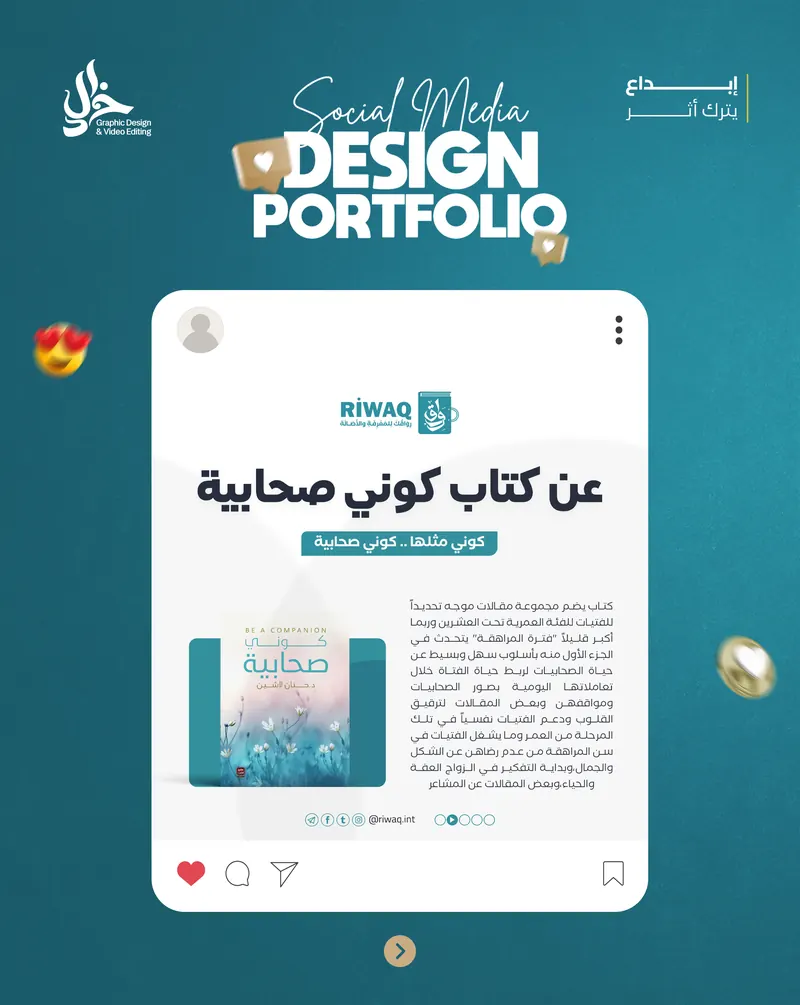 Graphic Design
& Video Editing
Social Media
DESIGN
PORTFOLIO
إبـــــــداع
يترك أثـــــر
RiWAQ
رواقك للمعرفة والأصالة
عن كتاب كوني صحابية
كوني مثلها .. كوني صحابية
كتاب يضم مجموعة مقالات موجه تحديداً
للفتيات للفئة العمرية تحت العشرين وربما
أكبر قليلاً "فترة المراهقة" يتحدث في
الجزء الأول منه بأسلوب سهل وبسيط عن
حياة الصحابيات لربط حياة الفتاة خلال
تعاملاتها اليومية بصور الصحابيات
ومواقفهن وبعض المقالات لترقيق
القلوب ودعم الفتيات نفسياً في تلك
المرحلة من العمر وما يشغل الفتيات في
سن المراهقة من عدم رضاهن عن الشكل
والجمال،وبداية التفكير في الزواج العفة
والحياء،وبعض المقالات عن المشاعر
BE A COMPANION
كـــونـــي
صحابية
د.حنان لاشين
@riwaq.int